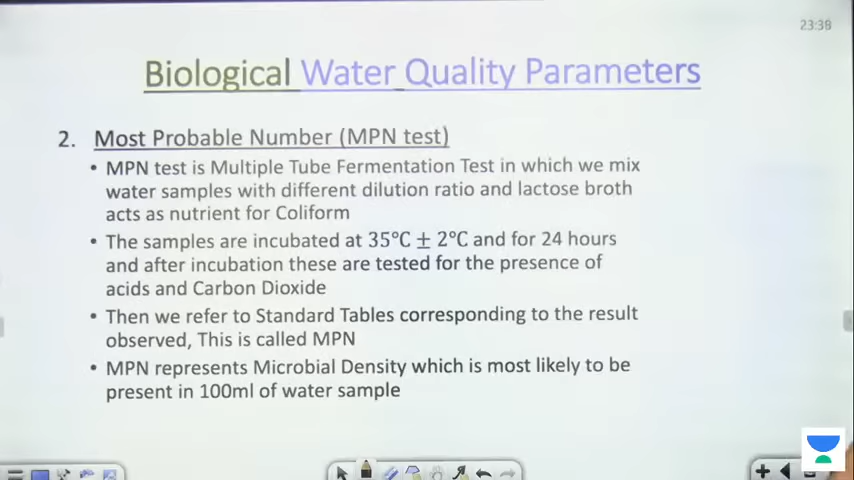 23:38
Biological Water Quality Parameters
2. Most Probable Number (MPN test)
• MPN test is Multiple Tube Fermentation Test in which we mix
water samples with different dilution ratio and lactose broth
acts as nutrient for Coliform
• The samples are incubated at 35°C ± 2°C and for 24 hours
and after incubation these are tested for the presence of
acids and Carbon Dioxide
• Then we refer to Standard Tables corresponding to the result
observed, This is called MPN
• MPN represents Microbial Density which is most likely to be
present in 100ml of water sample